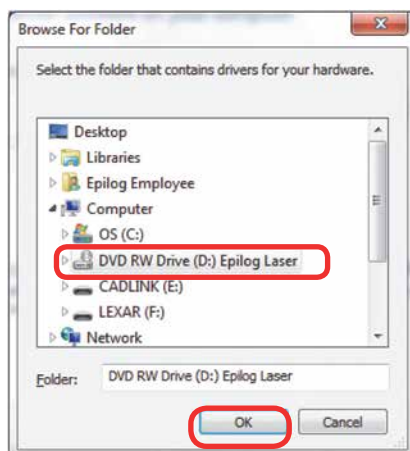 Browse For Folder
Select the folder that contains drivers for your hardware.
Desktop
Libraries
Epilog Employee
Computer
OS (C:)
DVD RW Drive (D:) Epilog Laser
CADLINK (E:)
LEXAR (F:)
Network
Folder: DVD RW Drive (D:) Epilog Laser
OK Cancel